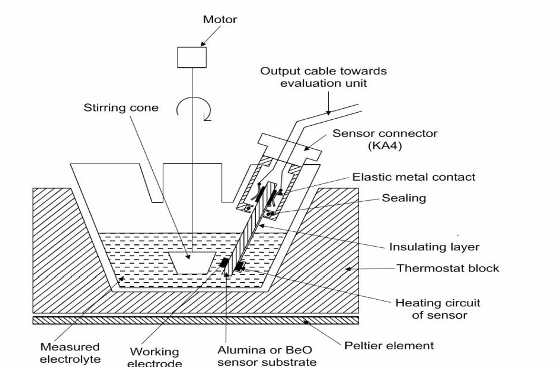 Motor
Output cable towards
evaluation unit
Stirring cone
Sensor connector
(KA4)
Elastic metal contact
Sealing
Insulating layer
Thermostat block
Heating circuit
of sensor
Peltier element
Measured
electrolyte
Working
electrode
Alumina or BeO
sensor substrate